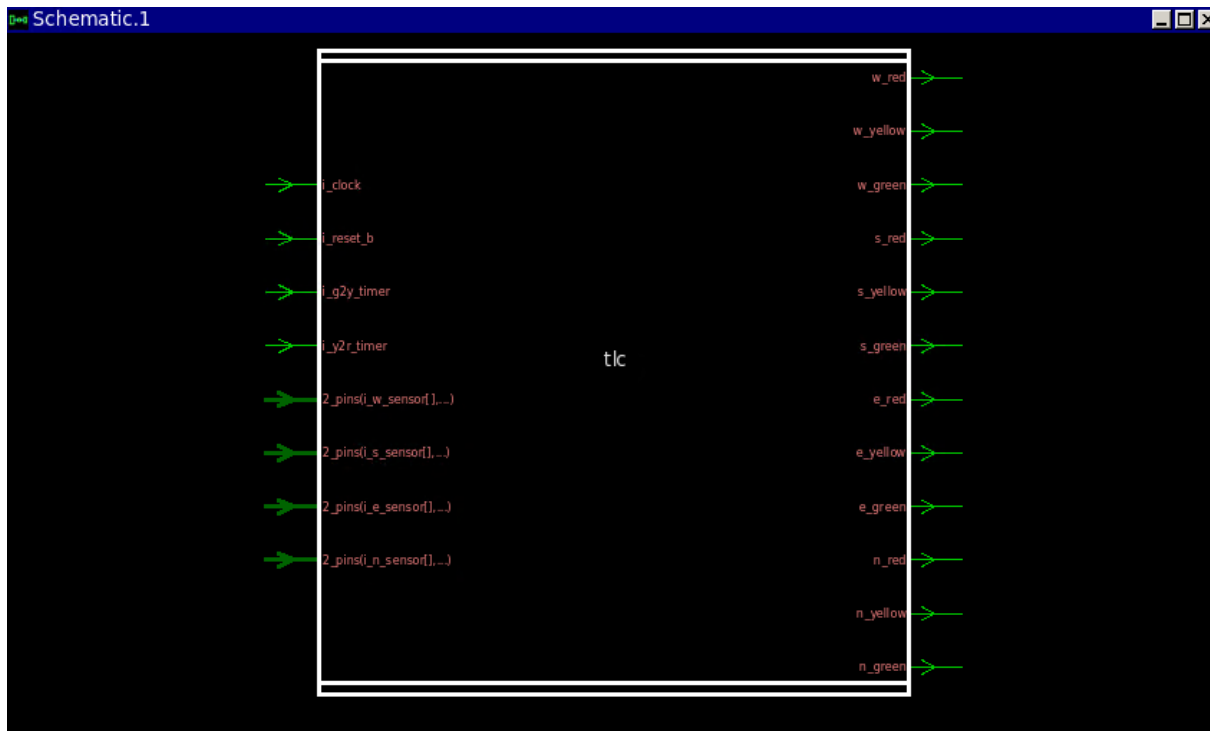 Schematic.1
w_red
w_yellow
i_clock
w_green
i_reset_b
s_red
i_g2y_timer
s_yellow
i_y2r_timer
s_green
tlc
2_pins(i_w_sensor[],...)
e_red
2_pins(i_s_sensor[],...)
e_yellow
2_pins(i_e_sensor[],...)
e_green
2_pins(i_n_sensor[],...)
n_red
n_yellow
n_green